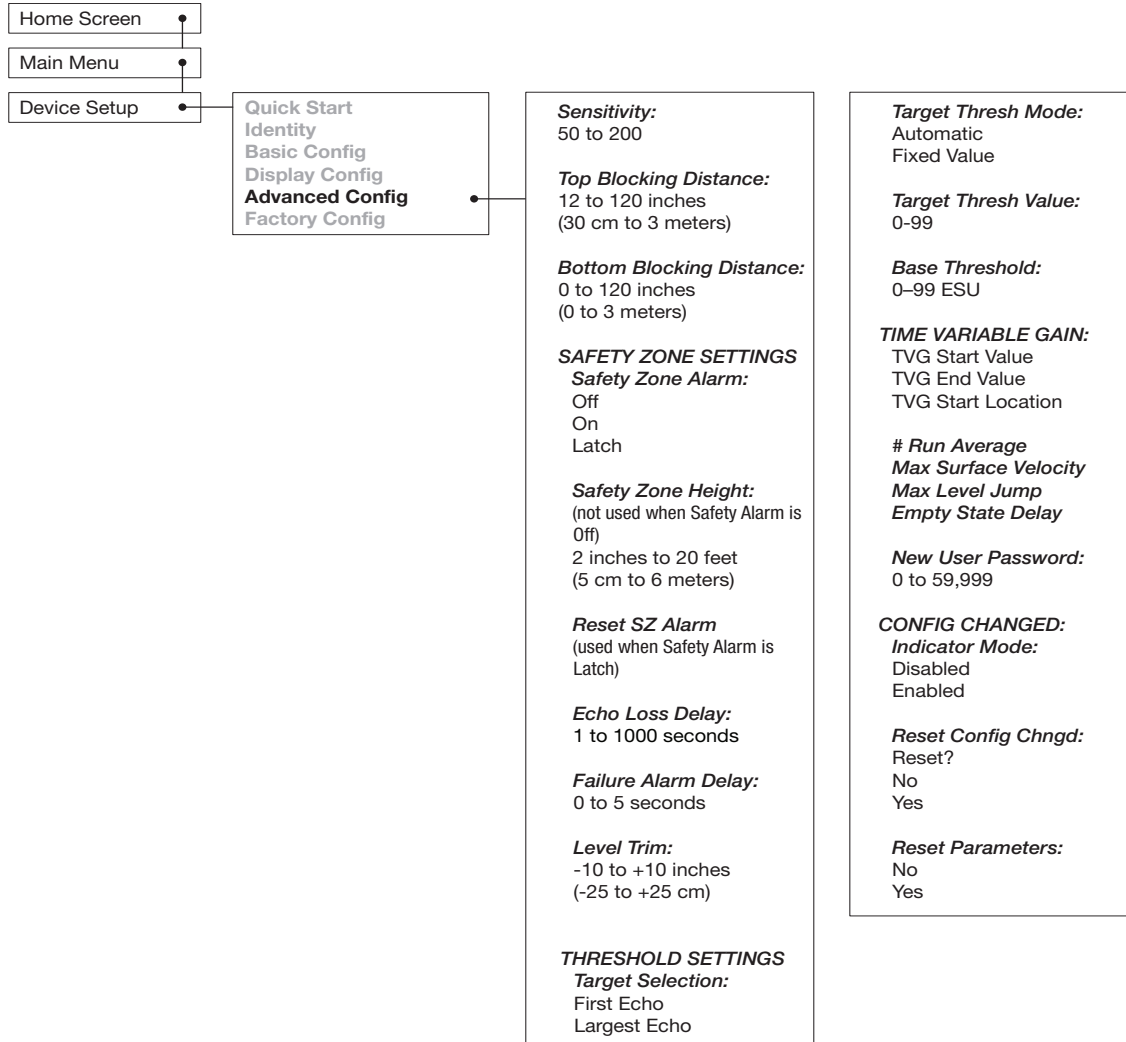 Home Screen
Main Menu
Device Setup
Quick Start
Identity
Basic Config
Display Config
Advanced Config
Factory Config
Sensitivity:
50 to 200
Top Blocking Distance:
12 to 120 inches
(30 cm to 3 meters)
Bottom Blocking Distance:
0 to 120 inches
(0 to 3 meters)
SAFETY ZONE SETTINGS
Safety Zone Alarm:
Off
On
Latch
Safety Zone Height:
(not used when Safety Alarm is
Off)
2 inches to 20 feet
(5 cm to 6 meters)
Reset SZ Alarm
(used when Safety Alarm is
Latch)
Echo Loss Delay:
1 to 1000 seconds
Failure Alarm Delay:
0 to 5 seconds
Level Trim:
-10 to +10 inches
(-25 to +25 cm)
THRESHOLD SETTINGS
Target Selection:
First Echo
Largest Echo
Target Thresh Mode:
Automatic
Fixed Value
Target Thresh Value:
0-99
Base Threshold:
0–99 ESU
TIME VARIABLE GAIN:
TVG Start Value
TVG End Value
TVG Start Location
# Run Average
Max Surface Velocity
Max Level Jump
Empty State Delay
New User Password:
0 to 59,999
CONFIG CHANGED:
Indicator Mode:
Disabled
Enabled
Reset Config Chngd:
Reset?
No
Yes
Reset Parameters:
No
Yes